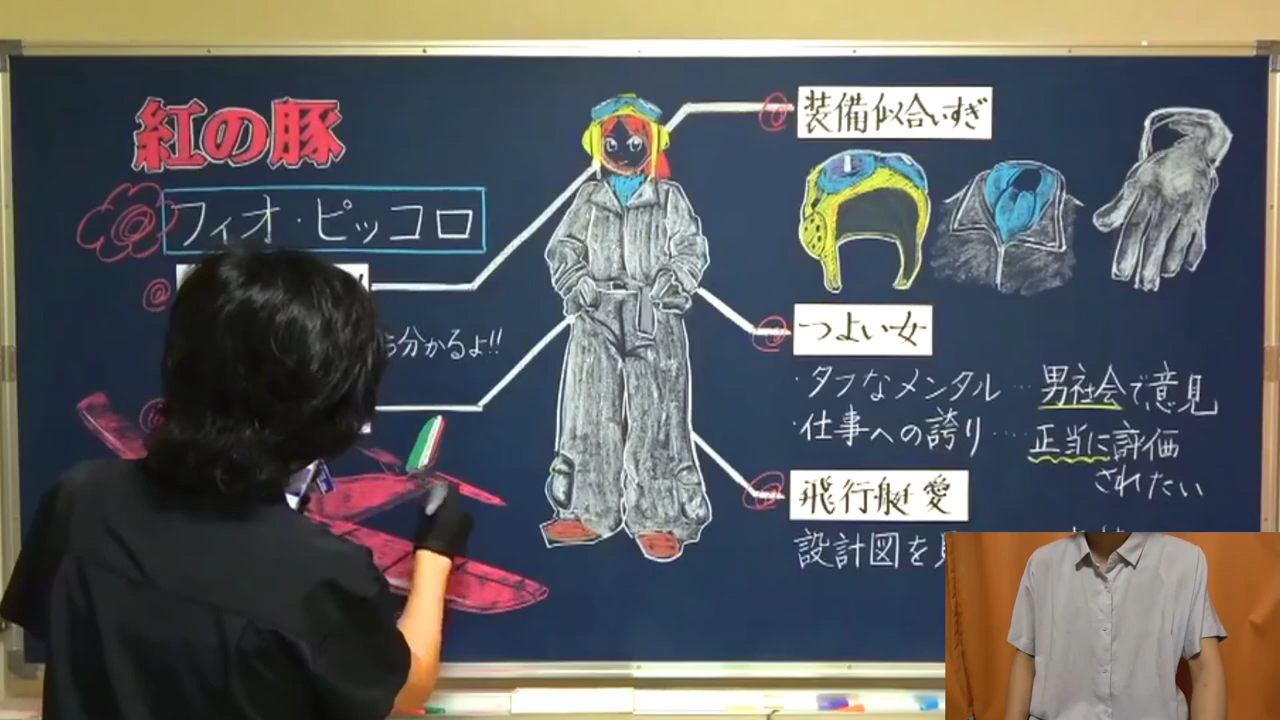 紅の豚
フィオ・ピッコロ
分かるよ!!
装備似合いすぎ
つよい女
・タフなメンタル… 男社会で意見
・仕事への誇り… 正当に評価
されたい
飛行艇愛
設計図を